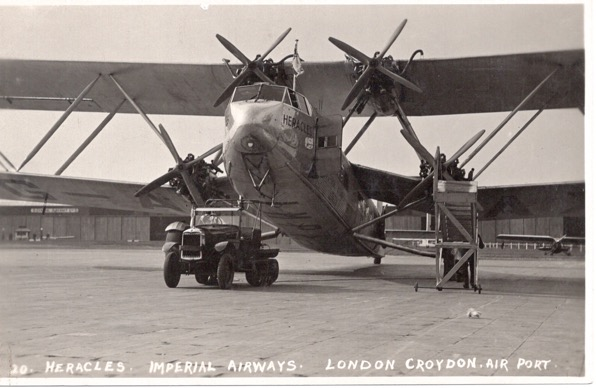 HERACLES
20. HERACLES. IMPERIAL AIRWAYS. LONDON CROYDON. AIR PORT.